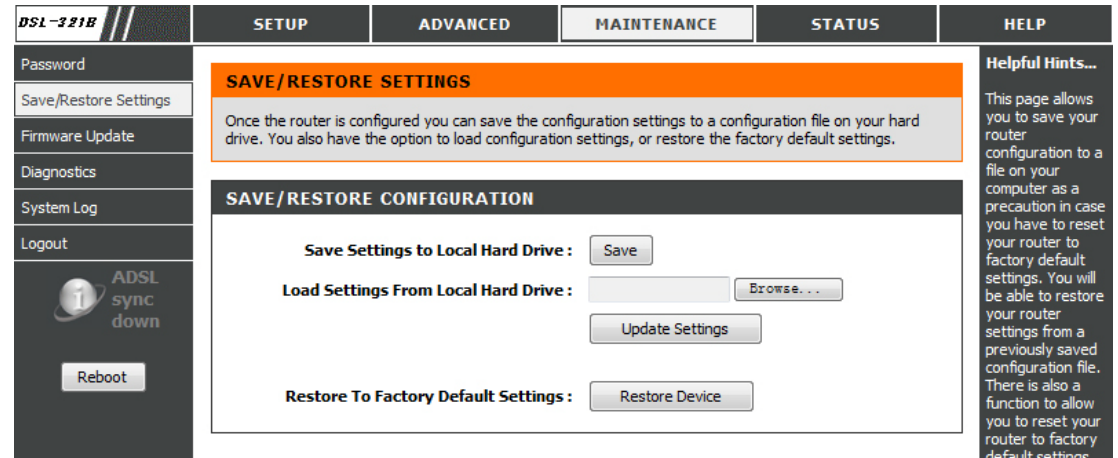 DSL-321B
SETUP
ADVANCED
MAINTENANCE
STATUS
HELP
Password
Save/Restore Settings
Firmware Update
Diagnostics
System Log
Logout
ADSL
sync
down
Reboot
SAVE/RESTORE SETTINGS
Once the router is configured you can save the configuration settings to a configuration file on your hard
drive. You also have the option to load configuration settings, or restore the factory default settings.
SAVE/RESTORE CONFIGURATION
Save Settings to Local Hard Drive :
Save
Load Settings From Local Hard Drive :
Browse...
Update Settings
Restore To Factory Default Settings :
Restore Device
Helpful Hints...
This page allows
you to save your
router
configuration to a
file on your
computer as a
precaution in case
you have to reset
your router to
factory default
settings. You will
be able to restore
your router
settings from a
previously saved
configuration file.
There is also a
function to allow
you to reset your
router to factory
default settings